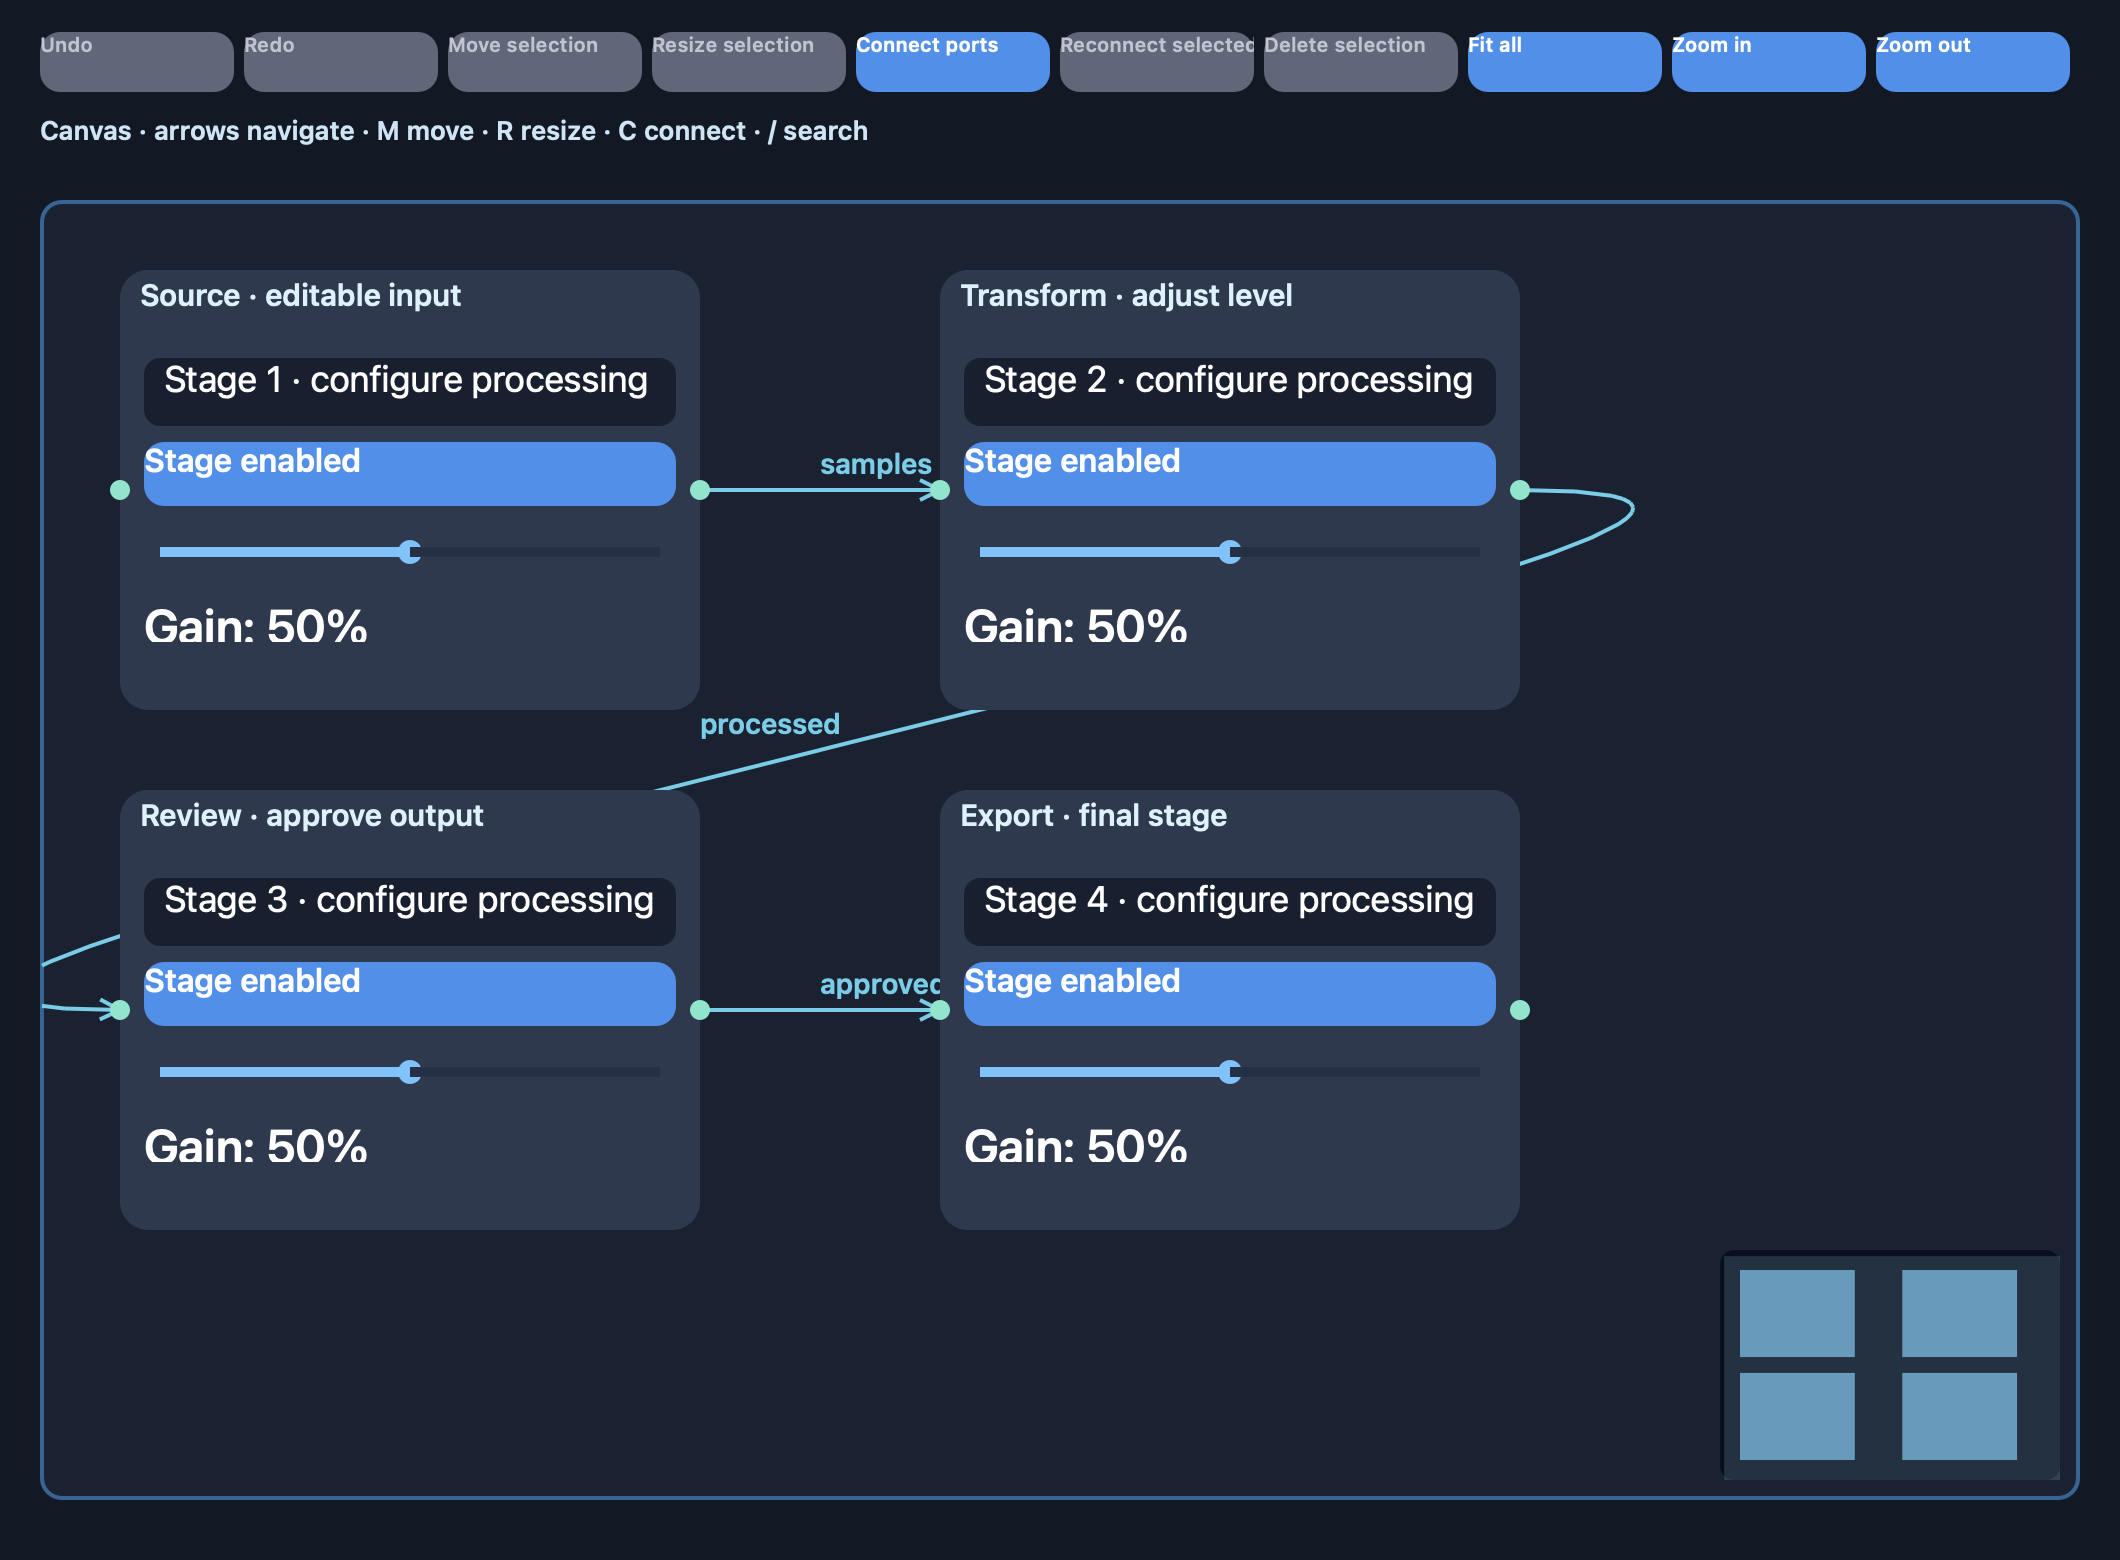 Undo
Redo
Move selection
Resize selection
Connect ports
Reconnect selected
Delete selection
Fit all
Zoom in
Zoom out
Canvas · arrows navigate · M move · R resize · C connect · / search
Source · editable input
Transform · adjust level
Stage 1 · configure processing
Stage 2 · configure processing
Stage enabled
samples
Stage enabled
Gain: 50%
Gain: 50%
processed
Review · approve output
Export · final stage
Stage 3 · configure processing
Stage 4 · configure processing
Stage enabled
approved
Stage enabled
Gain: 50%
Gain: 50%